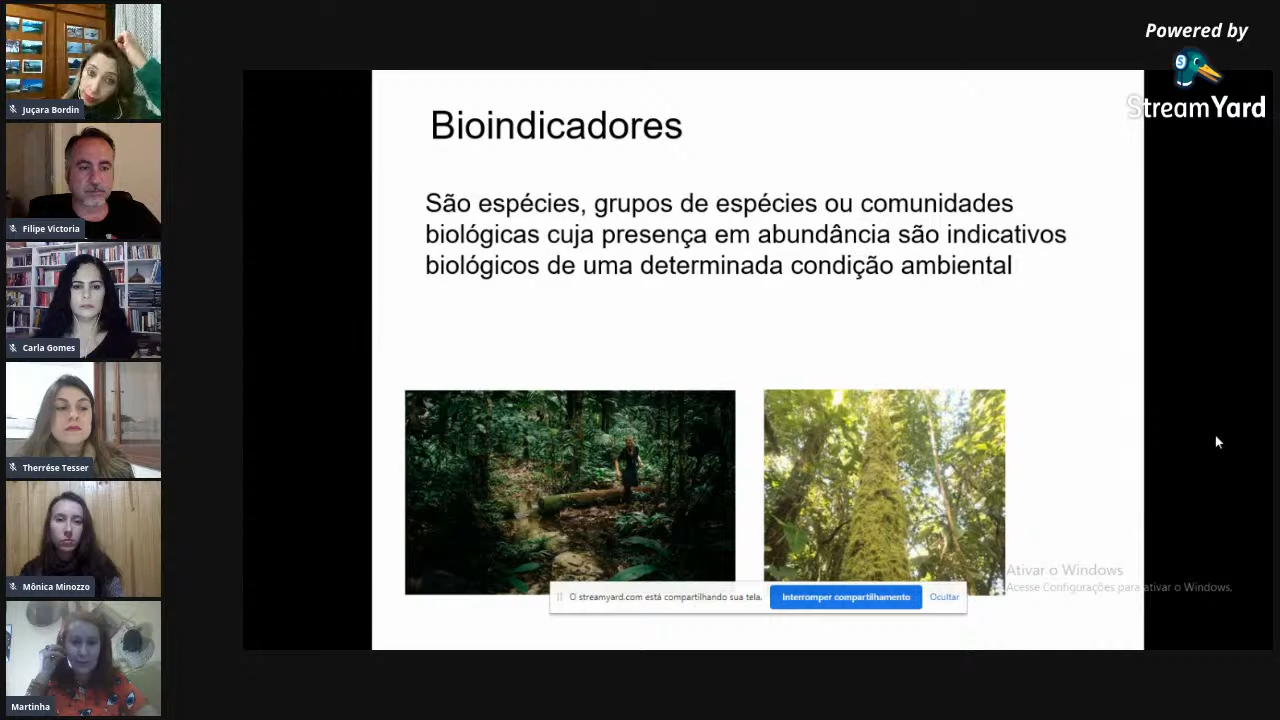 Juçara Bordin
Filipe Victoria
Carla Gomes
Therrése Tesser
Mônica Minozzo
Martinha
Bioindicadores
São espécies, grupos de espécies ou comunidades
biológicas cuja presença em abundância são indicativos
biológicos de uma determinada condição ambiental
O streamyard.com está compartilhando sua tela.
Interromper compartilhamento
Ocultar
Ativar o Windows
Acesse Configurações para ativar o Windows.
Powered by
S
StreamYard